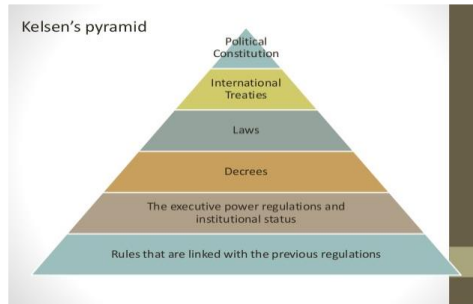 Kelsen's pyramid
Political
Constitution
International
Treaties
Laws
Decrees
The executive power regulations and
institutional status
Rules that are linked with the previous regulations